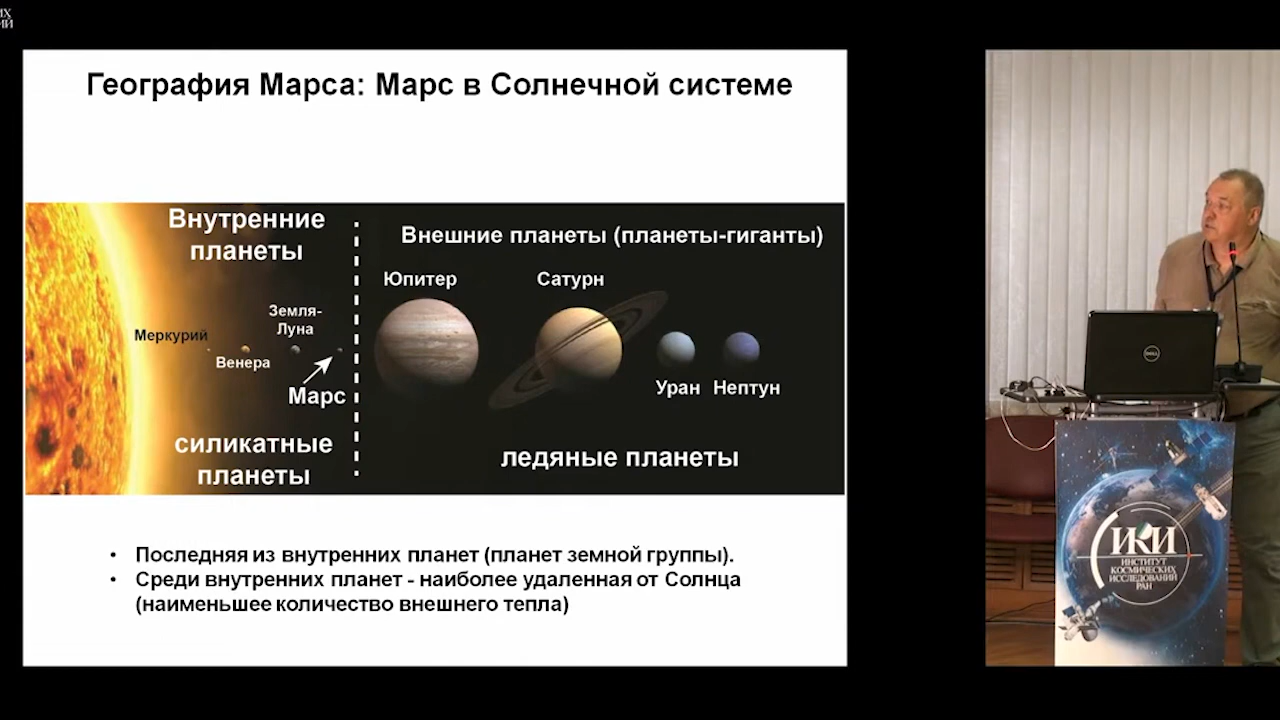 География Марса: Марс в Солнечной системе
Внутренние
планеты
Внешние планеты (планеты-гиганты)
Юпитер
Сатурн
Земля-
Луна
Меркурий
Венера
Марс
Уран
Нептун
силикатные
планеты
ледяные планеты
• Последняя из внутренних планет (планет земной группы).
• Среди внутренних планет - наиболее удаленная от Солнца
(наименьшее количество внешнего тепла)
DELL
ИКИ
ИНСТИТУТ
КОСМИЧЕСКИХ
ИССЛЕДОВАНИЙ
РАН